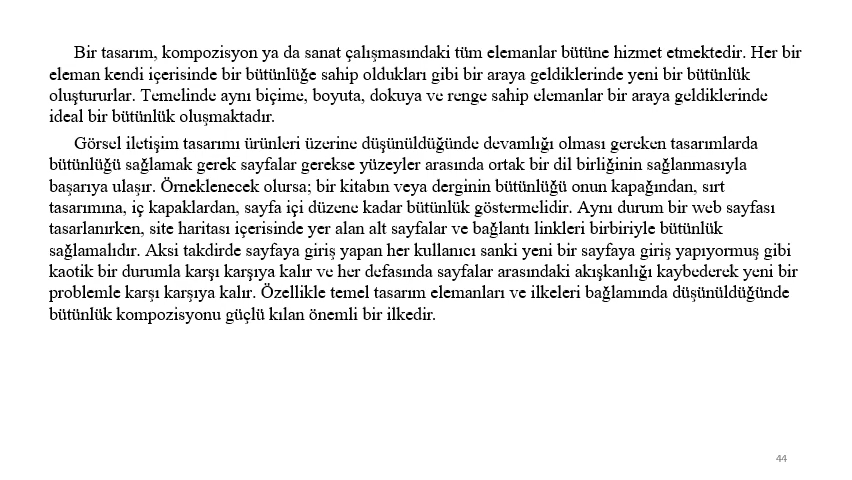 Bir tasarım, kompozisyon ya da sanat çalışmasındaki tüm elemanlar bütüne hizmet etmektedir. Her bir
eleman kendi içerisinde bir bütünlüğe sahip oldukları gibi bir araya geldiklerinde yeni bir bütünlük
oluştururlar. Temelinde aynı biçime, boyuta, dokuya ve renge sahip elemanlar bir araya geldiklerinde
ideal bir bütünlük oluşmaktadır.
Görsel iletişim tasarımı ürünleri üzerine düşünüldüğünde devamlığı olması gereken tasarımlarda
bütünlüğü sağlamak gerek sayfalar gerekse yüzeyler arasında ortak bir dil birliğinin sağlanmasıyla
başarıya ulaşır. Örneklenecek olursa; bir kitabın veya derginin bütünlüğü onun kapağından, sırt
tasarımına, iç kapaklardan, sayfa içi düzene kadar bütünlük göstermelidir. Aynı durum bir web sayfası
tasarlanırken, site haritası içerisinde yer alan alt sayfalar ve bağlantı linkleri birbiriyle bütünlük
sağlamalıdır. Aksi takdirde sayfaya giriş yapan her kullanıcı sanki yeni bir sayfaya giriş yapıyormuş gibi
kaotik bir durumla karşı karşıya kalır ve her defasında sayfalar arasındaki akışkanlığı kaybederek yeni bir
problemle karşı karşıya kalır. Özellikle temel tasarım elemanları ve ilkeleri bağlamında düşünüldüğünde
bütünlük kompozisyonu güçlü kılan önemli bir ilkedir.
44